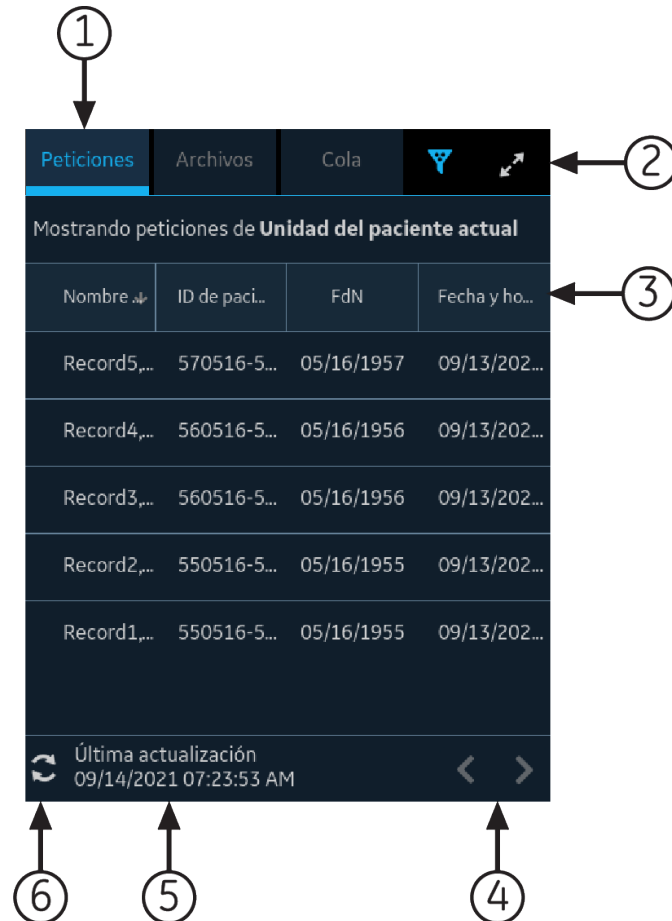 1
Peticiones Archivos Cola
2
Mostrando peticiones de Unidad del paciente actual
Nombre ID de paci... FdN Fecha y ho...
3
Record5,... 570516-5... 05/16/1957 09/13/202...
Record4,... 560516-5... 05/16/1956 09/13/202...
Record3,... 560516-5... 05/16/1956 09/13/202...
Record2,... 550516-5... 05/16/1955 09/13/202...
Record1,... 550516-5... 05/16/1955 09/13/202...
Última actualización
09/14/2021 07:23:53 AM
6 5 4